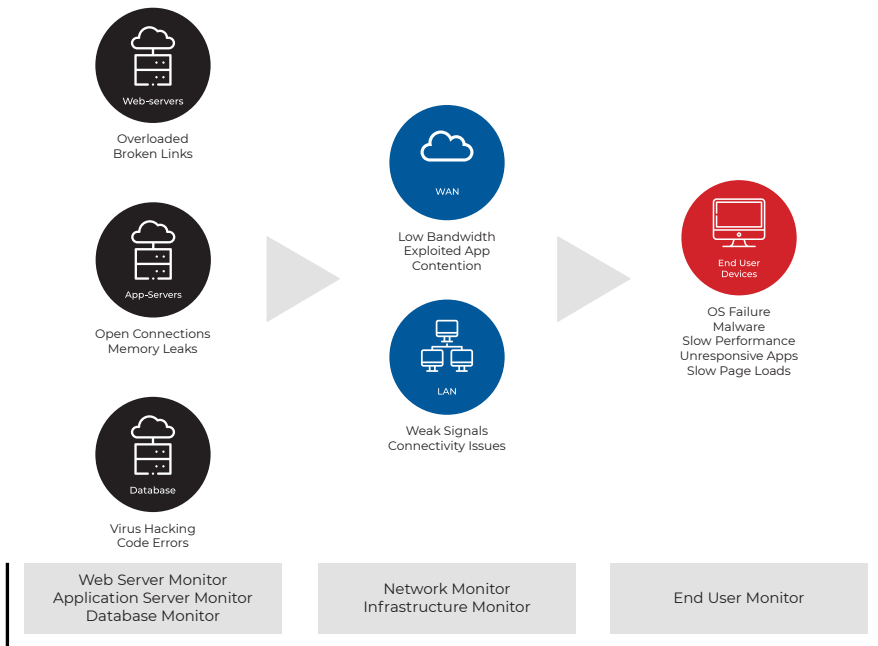 Web-servers
Overloaded
Broken Links
App-Servers
Open Connections
Memory Leaks
Database
Virus Hacking
Code Errors
WAN
Low Bandwidth
Exploited App
Contention
LAN
Weak Signals
Connectivity Issues
End User
Devices
OS Failure
Malware
Slow Performance
Unresponsive Apps
Slow Page Loads
Web Server Monitor
Application Server Monitor
Database Monitor
Network Monitor
Infrastructure Monitor
End User Monitor